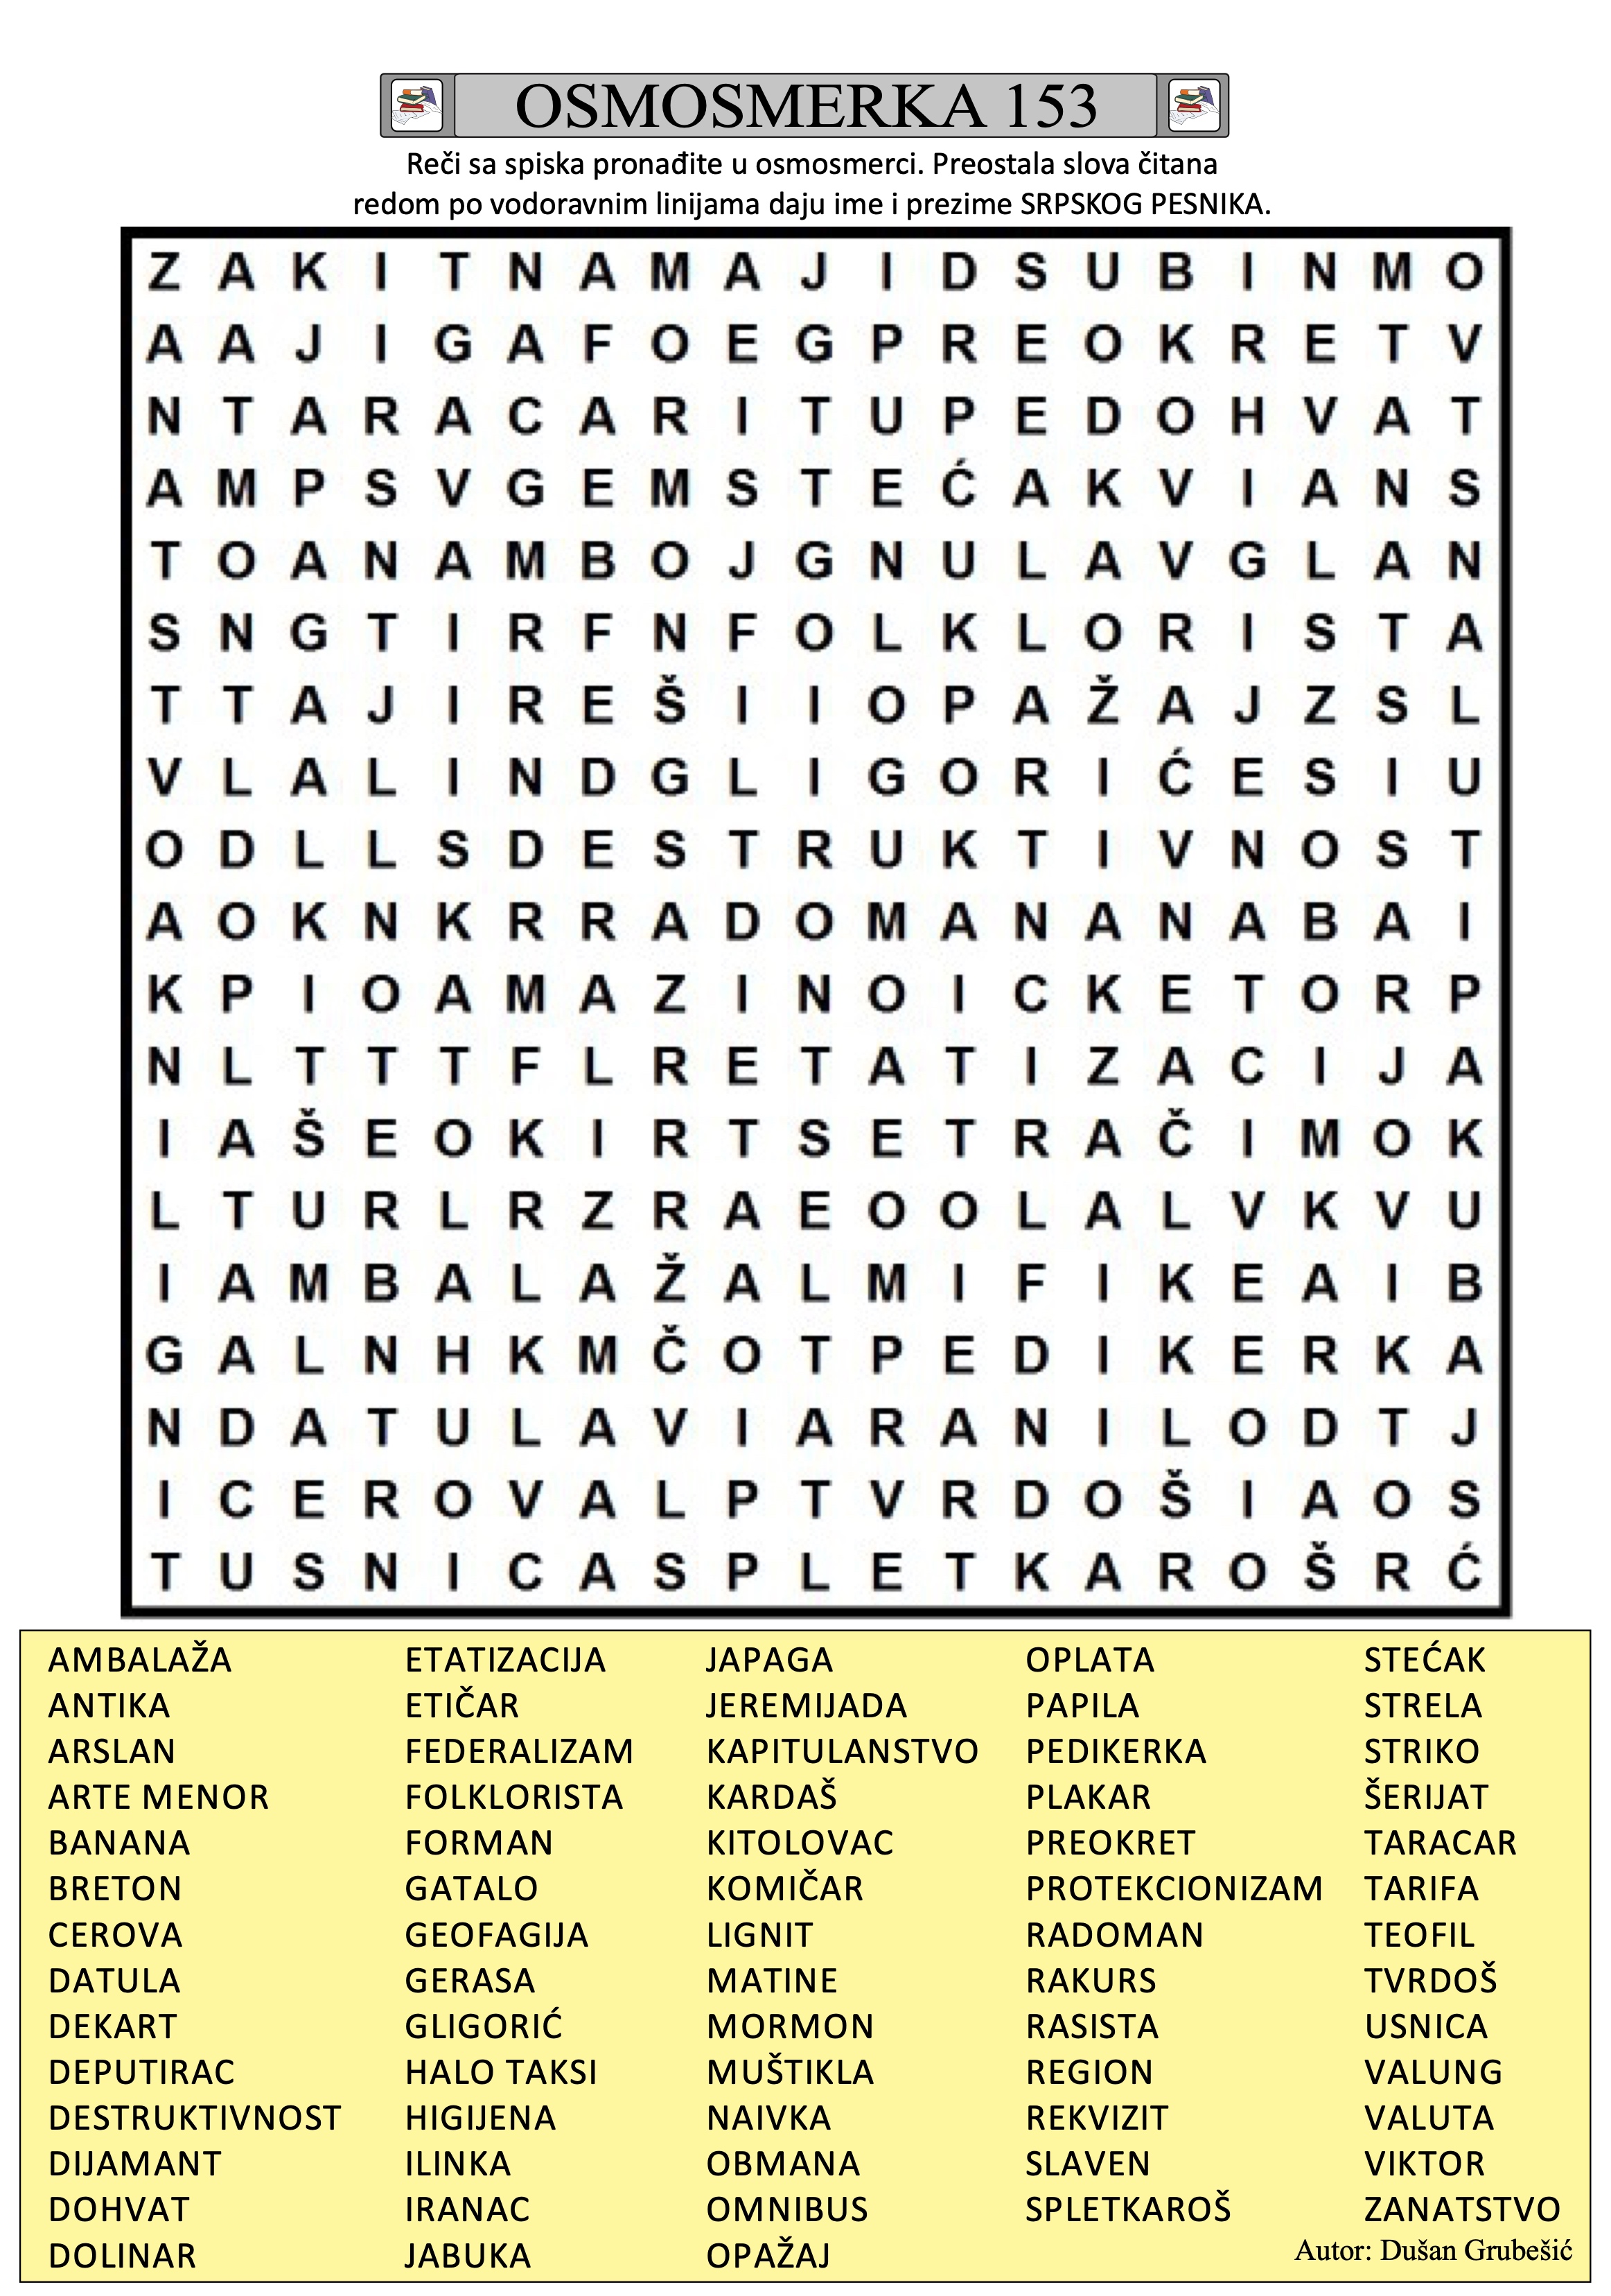 OSMOSMERKA 153
Reči sa spiska pronađite u osmosmerci. Preostala slova čitana
redom po vodoravnim linijama daju ime i prezime SRPSKOG PESNIKA.
Z A K I T N A M A J I D S U B I N M O
A A J I G A F O E G P R E O K R E T V
N T A R A C A R I T U P E D O H V A T
A M P S V G E M S T E Ć A K V I A N S
T O A N A M B O J G N U L A V G L A N
S N G T I R F N F O L K L O R I S T A
T T A J I R E Š I I O P A Ž A J Z S L
V L A L I N D G L I G O R I Ć E S I U
O D L L S D E S T R U K T I V N O S T
A O K N K R R A D O M A N A N A B A I
K P I O A M A Z I N O I C K E T O R P
N L T T T F L R E T A T I Z A C I J A
I A Š E O K I R T S E T R A Č I M O K
L T U R L R Z R A E O O L A L V K V U
I A M B A L A Ž A L M I F I K E A I B
G A L N H K M Č O T P E D I K E R K A
N D A T U L A V I A R A N I L O D T J
I C E R O V A L P T V R D O Š I A O S
T U S N I C A S P L E T K A R O Š R Ć
AMBALAŽA ETATIZACIJA JAPAGA OPLATA STEĆAK
ANTIKA ETIČAR JEREMIJADA PAPILA STRELA
ARSLAN FEDERALIZAM KAPITULANSTVO PEDIKERKA STRIKO
ARTE MENOR FOLKLORISTA KARDAŠ PLAKAR ŠERIJAT
BANANA FORMAN KITOLOVAC PREOKRET TARACAR
BRETON GATALO KOMIČAR PROTEKCIONIZAM TARIFA
CEROVA GEOFAGIJA LIGNIT RADOMAN TEOFIL
DATULA GERASA MATINE RAKURS TVRDOŠ
DEKART GLIGORIĆ MORMON RASISTA USNICA
DEPUTIRAC HALO TAKSI MUŠTIKLA REGION VALUNG
DESTRUKTIVNOST HIGIJENA NAIVKA REKVIZIT VALUTA
DIJAMANT ILINKA OBMANA SLAVEN VIKTOR
DOHVAT IRANAC OMNIBUS SPLETKAROŠ ZANATSTVO
DOLINAR JABUKA OPAŽAJ
Autor: Dušan Grubešić